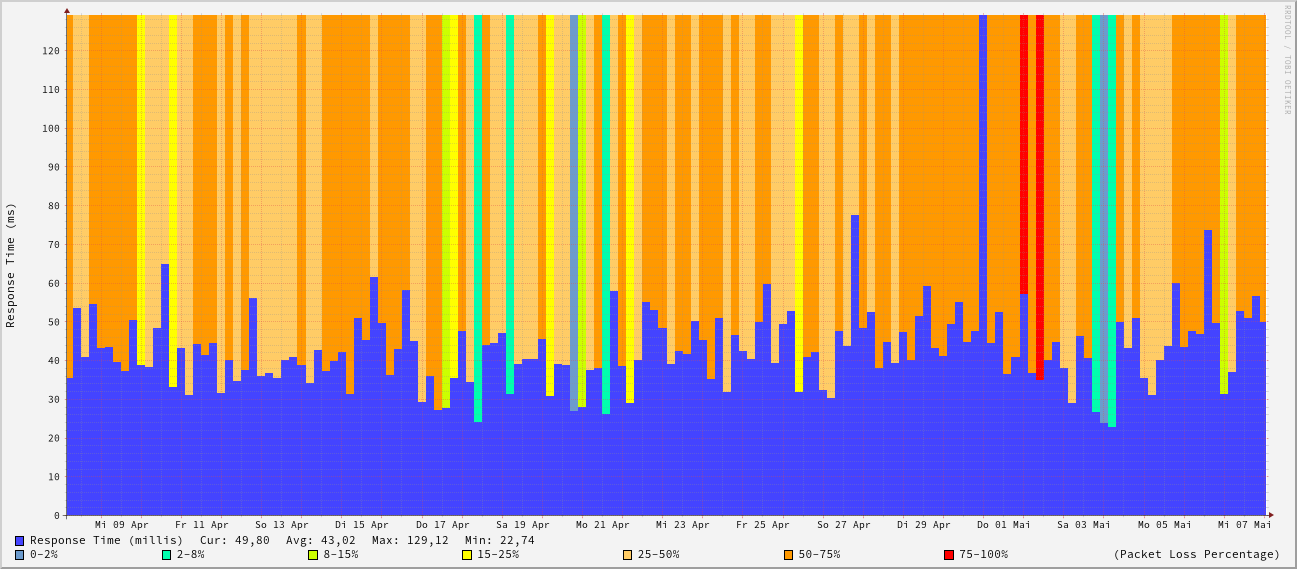 RRDTOOL / TOBI OETIKER
Response Time (ms)
120
110
100
90
80
70
60
50
40
30
20
10
0
Mi 09 Apr Fr 11 Apr So 13 Apr Di 15 Apr Do 17 Apr Sa 19 Apr Mo 21 Apr Mi 23 Apr Fr 25 Apr So 27 Apr Di 29 Apr Do 01 Mai Sa 03 Mai Mo 05 Mai Mi 07 Mai
Response Time (millis) Cur: 49,80 Avg: 43,02 Max: 129,12 Min: 22,74
0-2% 2-8% 8-15% 15-25% 25-50% 50-75% 75-100% (Packet Loss Percentage)